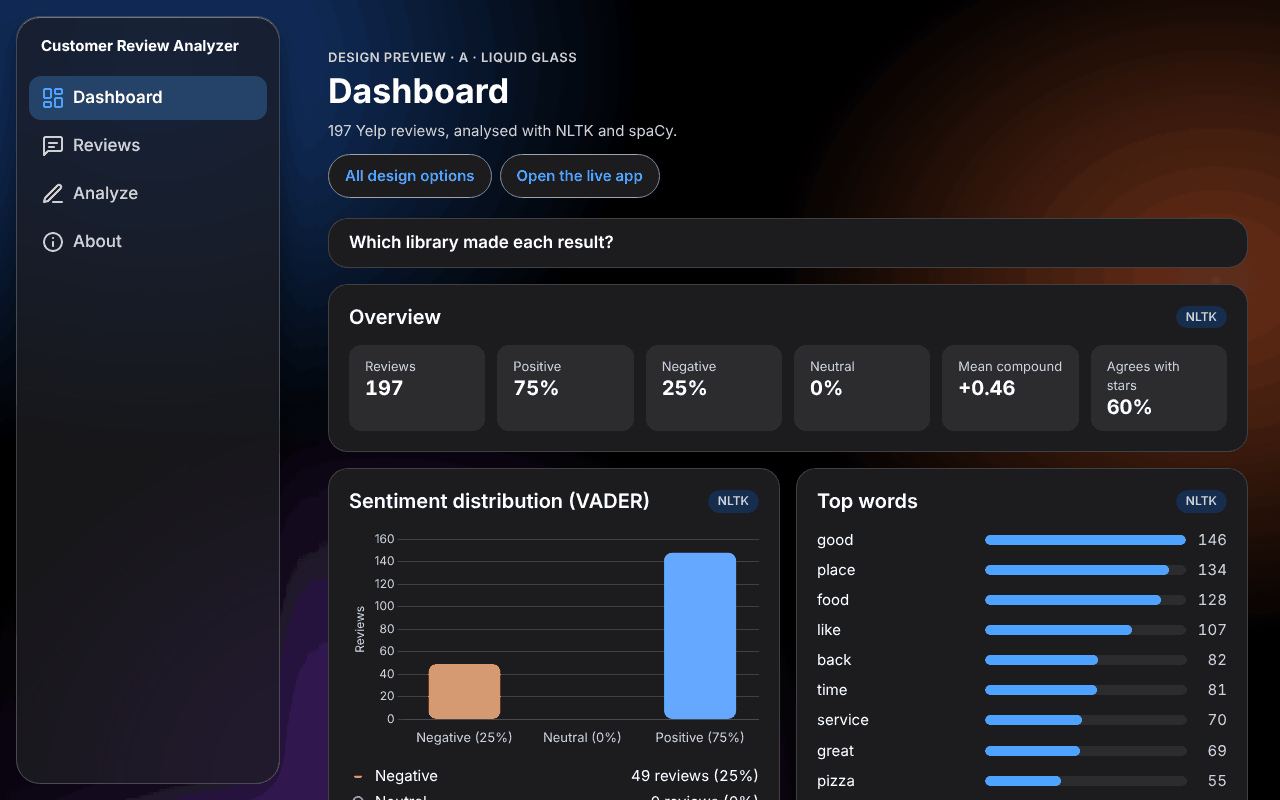 Customer Review Analyzer
Dashboard
Reviews
Analyze
About
DESIGN PREVIEW · A · LIQUID GLASS
Dashboard
197 Yelp reviews, analysed with NLTK and spaCy.
All design options
Open the live app
Which library made each result?
Overview
NLTK
Reviews
197
Positive
75%
Negative
25%
Neutral
0%
Mean compound
+0.46
Agrees with
stars
60%
Sentiment distribution (VADER)
NLTK
160
140
120
100
80
60
40
20
0
Reviews
Negative (25%)
Neutral (0%)
Positive (75%)
Negative
49 reviews (25%)
Neutral
0 reviews (0%)
Top words
NLTK
good 146
place 134
food 128
like 107
back 82
time 81
service 70
great 69
pizza 55